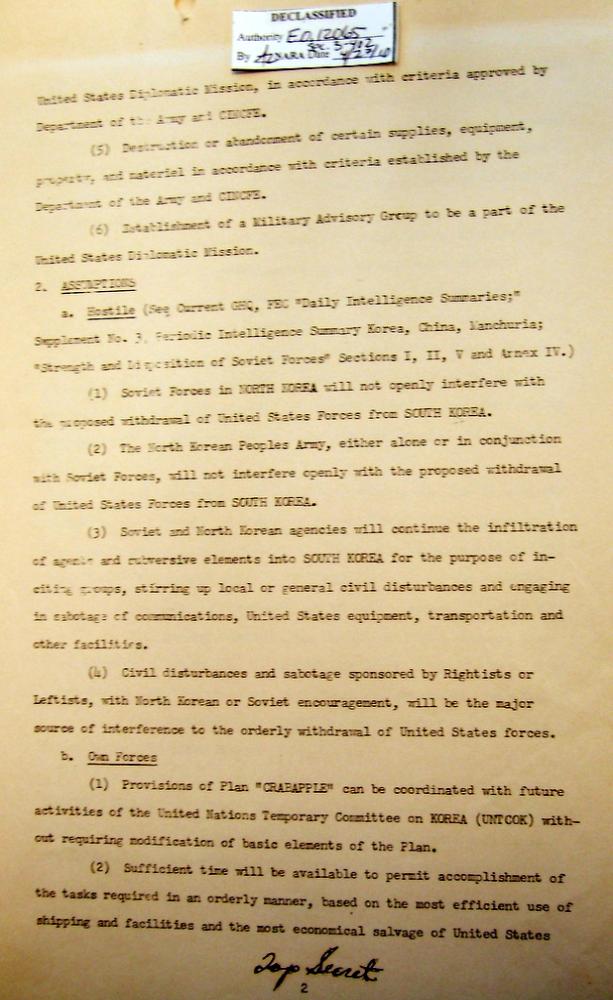 DECLASSIFIED
Authority E.O. 12065
By NARA Date
United States Diplomatic Mission, in accordance with criteria approved by
Department of the Army and CINCFE.
(5) Destruction or abandonment of certain supplies, equipment,
property, and materiel in accordance with criteria established by the
Department of the Army and CINCFE.
(6) Establishment of a Military Advisory Group to be a part of the
United States Diplomatic Mission.
2. ASSUMPTIONS
a. Hostile (See Current GHQ, FEC "Daily Intelligence Summaries;"
Supplement No. 3, Periodic Intelligence Summary Korea, China, Manchuria;
"Strength and Disposition of Soviet Forces" Sections I, II, V and Annex IV.)
(1) Soviet Forces in NORTH KOREA will not openly interfere with
the proposed withdrawal of United States Forces from SOUTH KOREA.
(2) The North Korean Peoples Army, either alone or in conjunction
with Soviet Forces, will not interfere openly with the proposed withdrawal
of United States Forces from SOUTH KOREA.
(3) Soviet and North Korean agencies will continue the infiltration
of agents and subversive elements into SOUTH KOREA for the purpose of in-
citing groups, stirring up local or general civil disturbances and engaging
in sabotage of communications, United States equipment, transportation and
other facilities.
(4) Civil disturbances and sabotage sponsored by Rightists or
Leftists, with North Korean or Soviet encouragement, will be the major
source of interference to the orderly withdrawal of United States forces.
b. Own Forces
(1) Provisions of Plan "CRABAPPLE" can be coordinated with future
activities of the United Nations Temporary Committee on KOREA (UNTCOK) with-
out requiring modification of basic elements of the Plan.
(2) Sufficient time will be available to permit accomplishment of
the tasks required in an orderly manner, based on the most efficient use of
shipping and facilities and the most economical salvage of United States
Top Secret
2